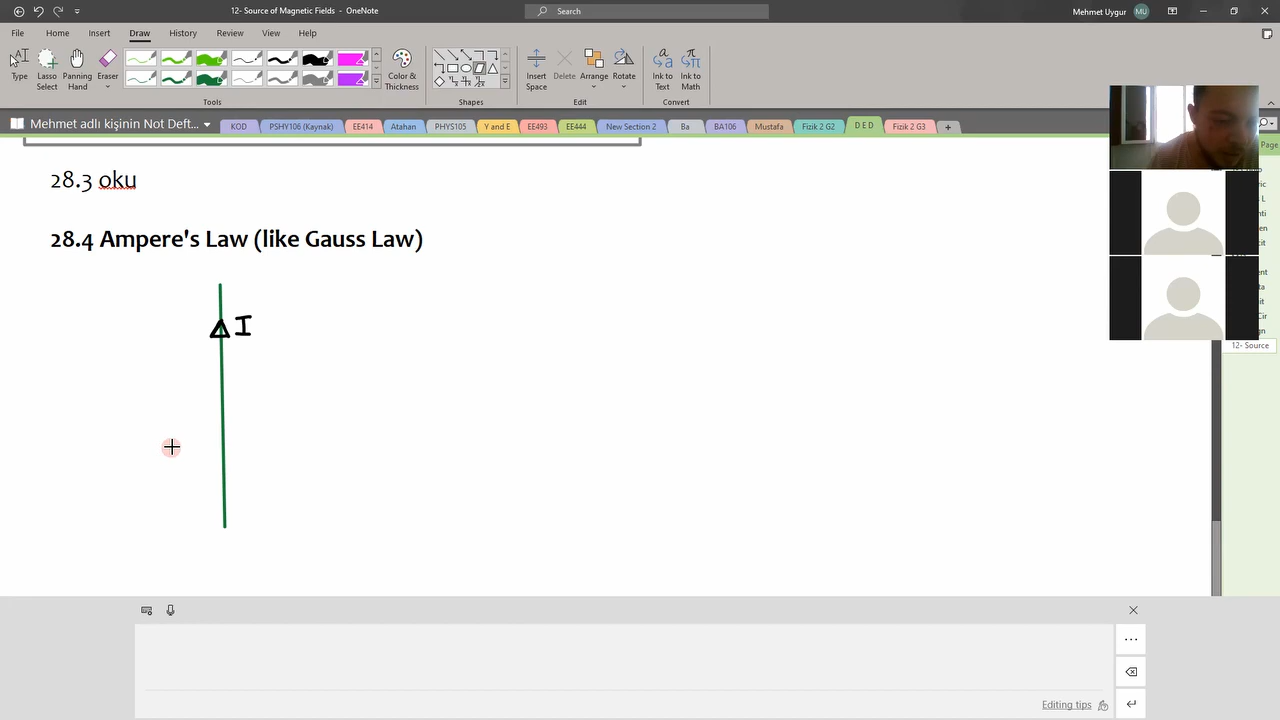 12- Source of Magnetic Fields - OneNote
Search
Mehmet Uygur
MU
File
Home
Insert
Draw
History
Review
View
Help
Type
Lasso Select
Panning Hand
Eraser
Color & Thickness
Insert Space
Delete
Arrange
Rotate
Ink to Text
Ink to Math
Tools
Shapes
Edit
Convert
Mehmet adlı kişinin Not Deft...
KOD
PSHY106 (Kaynak)
EE414
Atahan
PHYS105
Y and E
EE493
EE444
New Section 2
Ba
BA106
Mustafa
Fizik 2 G2
D E D
Fizik 2 G3
Page
28.3 oku
28.4 Ampere's Law (like Gauss Law)
I
12- Source
Editing tips